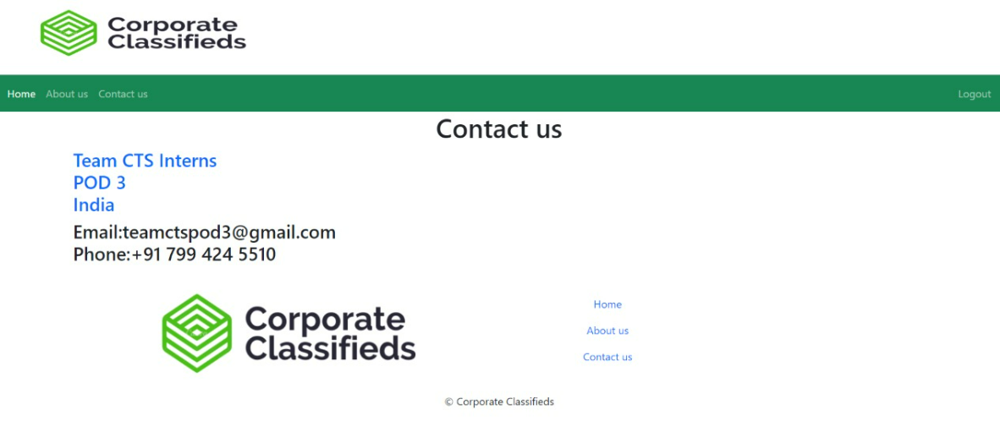 Corporate
Classifieds
Home About us Contact us Logout
Contact us
Team CTS Interns
POD 3
India
Email:teamctspod3@gmail.com
Phone:+91 799 424 5510
Corporate
Classifieds
Home
About us
Contact us
© Corporate Classifieds